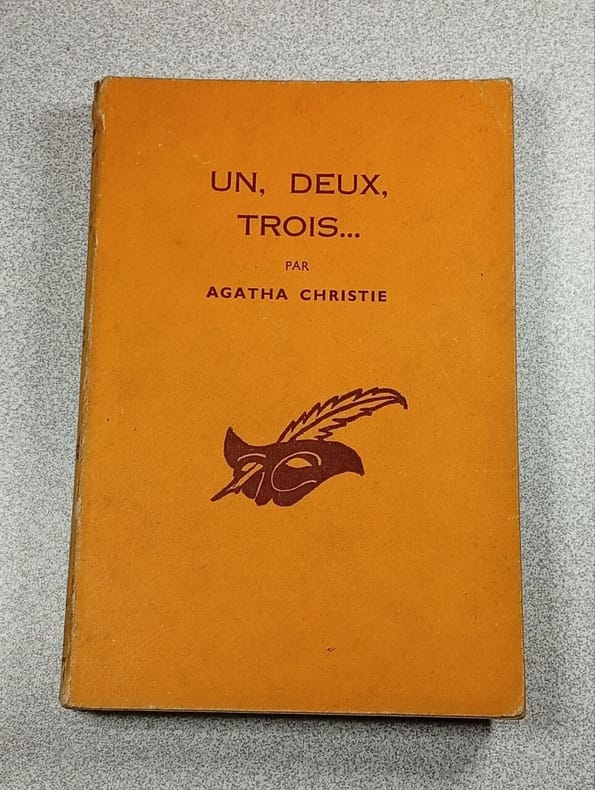 UN, DEUX,
TROIS...
PAR
AGATHA CHRISTIE